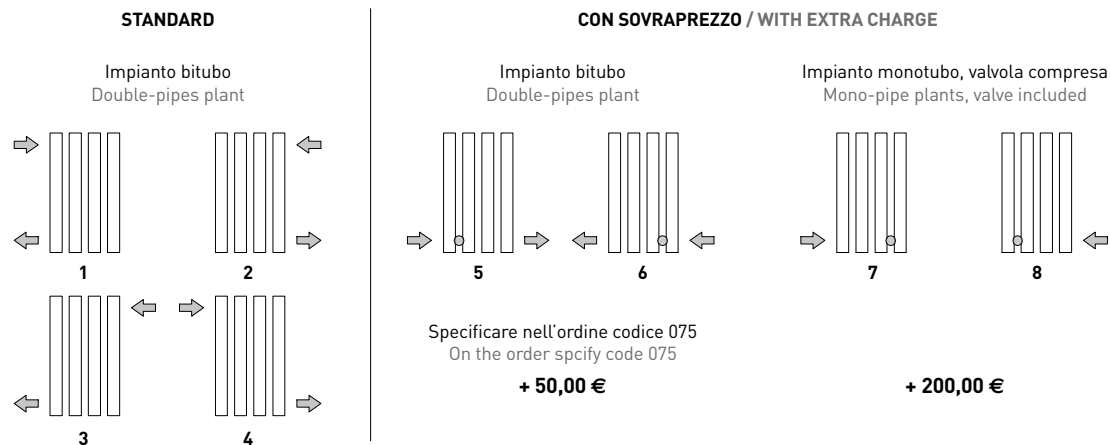 STANDARD
Impianto bitubo
Double-pipes plant
1
2
3
4
CON SOVRAPREZZO / WITH EXTRA CHARGE
Impianto bitubo
Double-pipes plant
5
6
Specificare nell'ordine codice 075
On the order spcify code 075
+ 50,00 €
Impianto monotubo, valvola compresa
Mono-pipe plants, valve included
7
8
+ 200,00 €